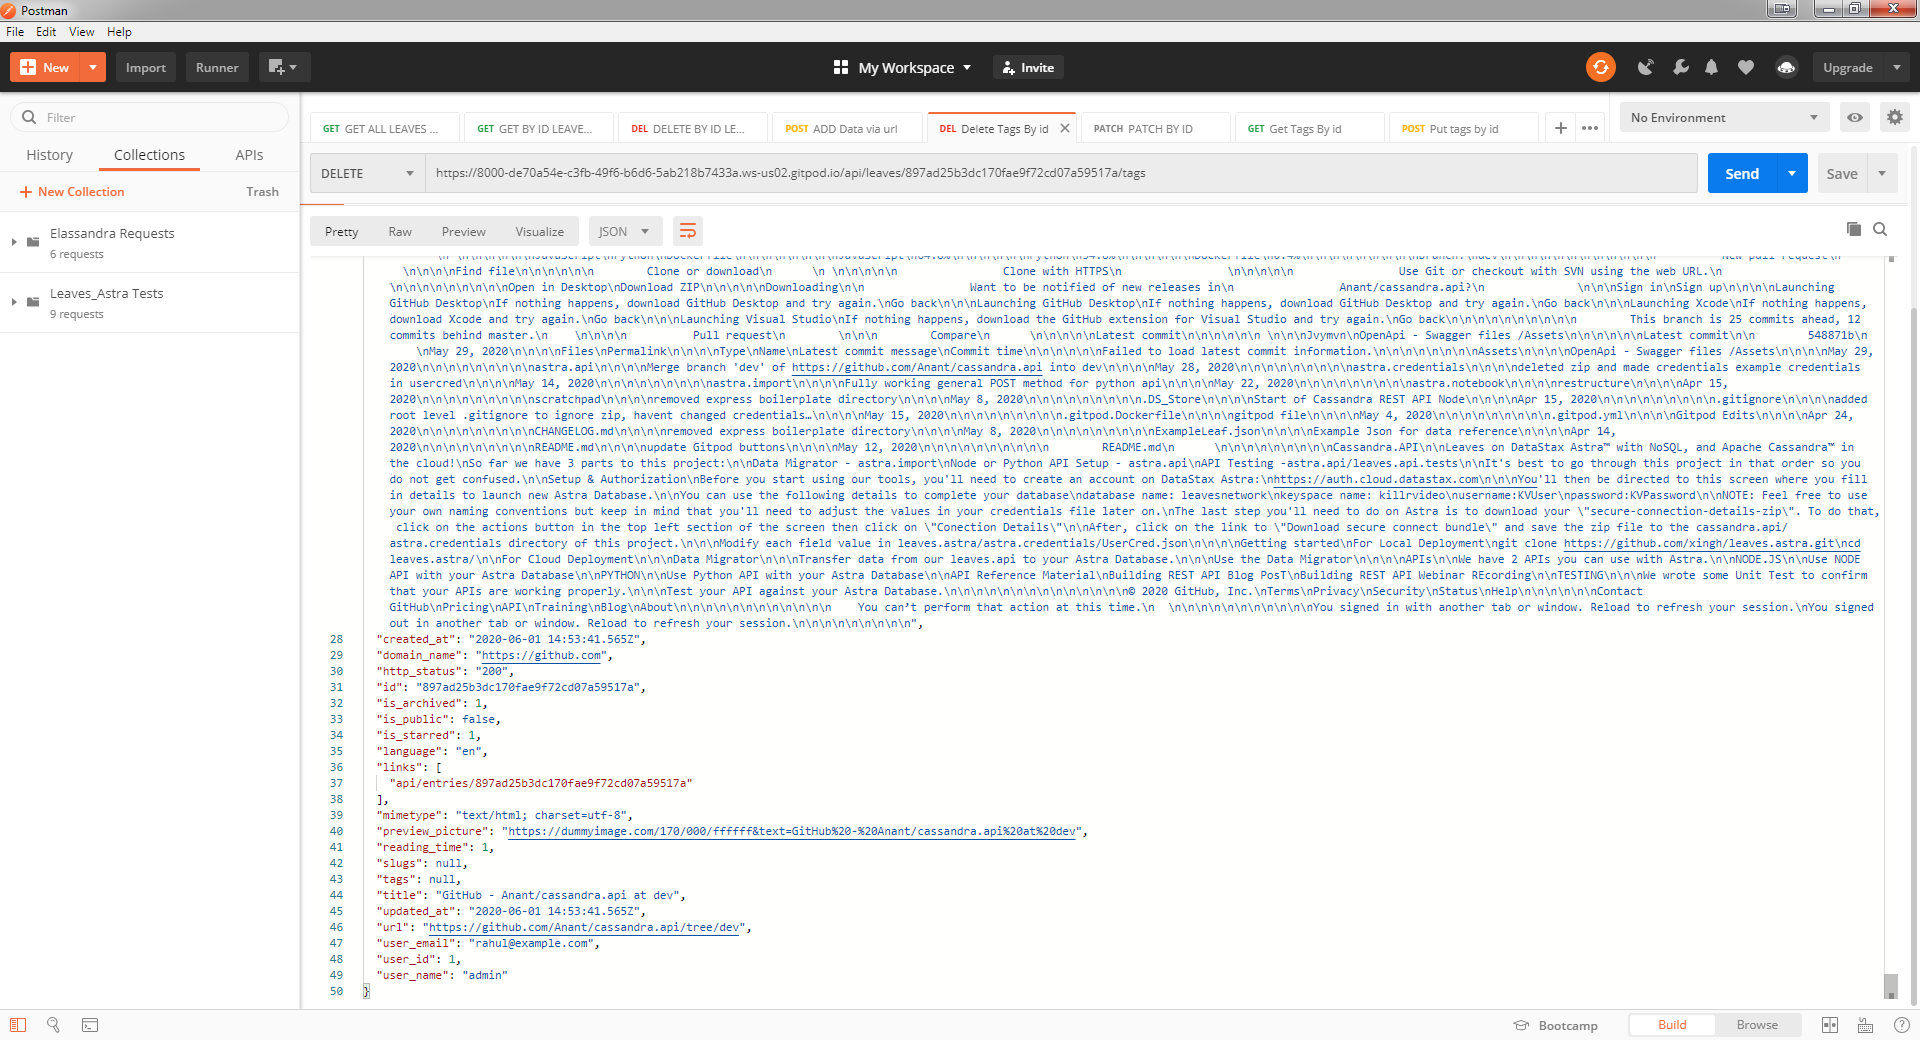 Postman
File Edit View Help
New Import Runner My Workspace Invite Upgrade
Filter
History Collections APIs
New Collection Trash
Elassandra Requests
6 requests
Leaves_Astra Tests
9 requests
GET GET ALL LEAVES ... GET GET BY ID LEAVE... DEL DELETE BY ID LE... POST ADD Data via url DEL Delete Tags By id PATCH PATCH BY ID GET Get Tags By id POST Put tags by id No Environment
DELETE https://8000-de70a54e-c3fb-49f6-b6d6-5ab218b7433a.ws-us02.gitpod.io/api/leaves/897ad25b3dc170fae9f72cd07a59517a/tags Send Save
Pretty Raw Preview Visualize JSON
\n\n\n\nFind file\n\n\n\n\n\n Clone or download\n \n \n\n\n\n\n Clone with HTTPS\n \n\n\n\n\n Use Git or checkout with SVN using the web URL.\n
\n\n\n\n\n\n\n\nOpen in Desktop\nDownload ZIP\n\n\n\n\nDownloading\n\n Want to be notified of new releases in\n Anant/cassandra.api?\n \n\n\nSign in\nSign up\n\n\n\n\nLaunching
GitHub Desktop\nIf nothing happens, download GitHub Desktop and try again.\nGo back\n\n\nLaunching GitHub Desktop\nIf nothing happens, download GitHub Desktop and try again.\nGo back\n\n\nLaunching Xcode\nIf nothing happens,
download Xcode and try again.\nGo back\n\n\nLaunching Visual Studio\nIf nothing happens, download the GitHub extension for Visual Studio and try again.\nGo back\n\n\n\n\n\n\n\n\n\n This branch is 25 commits ahead, 12
commits behind master.\n \n\n\n\n Pull request\n \n\n\n Compare\n \n\n\n\n\nLatest commit\n\n\n\n\n\n \n\n\nJvymvn\nOpenApi - Swagger files /Assets\n\n\n\n\n\nLatest commit\n\n 548871b\n
\nMay 29, 2020\n\n\n\nFiles\nPermalink\n\n\n\nType\nName\nLatest commit message\nCommit time\n\n\n\n\n\nFailed to load latest commit information.\n\n\n\n\n\n\nAssets\n\n\n\nOpenApi - Swagger files /Assets\n\n\nMay 29,
2020\n\n\n\n\n\n\n\nastra.api\n\n\n\nMerge branch 'dev' of https://github.com/Anant/cassandra.api into dev\n\n\n\nMay 28, 2020\n\n\n\n\n\n\n\nastra.credentials\n\n\n\ndeleted zip and made credentials example credentials
in usercred\n\n\n\nMay 14, 2020\n\n\n\n\n\n\n\nastra.import\n\n\n\nFully working general POST method for python api\n\n\n\nMay 22, 2020\n\n\n\n\n\n\n\nastra.notebook\n\n\n\nrestructure\n\n\n\nApr 15,
2020\n\n\n\n\n\n\n\nscratchpad\n\n\n\nremoved express boilerplate directory\n\n\n\nMay 8, 2020\n\n\n\n\n\n\n\n.DS_Store\n\n\n\nStart of Cassandra REST API Node\n\n\n\nApr 15, 2020\n\n\n\n\n\n\n\n.gitignore\n\n\n\nadded
root level .gitignore to ignore zip, havent changed credentials…\n\n\n\nMay 15, 2020\n\n\n\n\n\n\n\n.gitpod.Dockerfile\n\n\n\ngitpod file\n\n\n\nMay 4, 2020\n\n\n\n\n\n\n\n.gitpod.yml\n\n\n\nGitpod Edits\n\n\n\nApr 24,
2020\n\n\n\n\n\n\n\nCHANGELOG.md\n\n\n\nremoved express boilerplate directory\n\n\n\nMay 8, 2020\n\n\n\n\n\n\n\nExampleLeaf.json\n\n\n\nExample Json for data reference\n\n\n\nApr 14,
2020\n\n\n\n\n\n\n\nREADME.md\n\n\n\nupdate Gitpod buttons\n\n\n\nMay 12, 2020\n\n\n\n\n\n\n\n\n README.md\n \n\n\n\n\n\n\nCassandra.API\n\nLeaves on DataStax Astra™ with NoSQL, and Apache Cassandra™ in
the cloud!\nSo far we have 3 parts to this project:\n\nData Migrator - astra.import\nNode or Python API Setup - astra.api\nAPI Testing -astra.api/leaves.api.tests\n\nIt's best to go through this project in that order so you
do not get confused.\n\nSetup & Authorization\nBefore you start using our tools, you'll need to create an account on DataStax Astra:\nhttps://auth.cloud.datastax.com\n\n\nYou'll then be directed to this screen where you fill
in details to launch new Astra Database.\n\nYou can use the following details to complete your database\ndatabase name: leavesnetwork\nkeyspace name: killrvideo\nusername:KVUser\npassword:KVPassword\n\nNOTE: Feel free to use
your own naming conventions but keep in mind that you'll need to adjust the values in your credentials file later on.\nThe last step you'll need to do on Astra is to download your \"secure-connection-details-zip\". To do that,
click on the actions button in the top left section of the screen then click on \"Conection Details\"\n\nAfter, click on the link to \"Download secure connect bundle\" and save the zip file to the cassandra.api/
astra.credentials directory of this project.\n\n\nModify each field value in leaves.astra/astra.credentials/UserCred.json\n\n\n\nGetting started\nFor Local Deployment\ngit clone https://github.com/xingh/leaves.astra.git\ncd
leaves.astra/\n\nFor Cloud Deployment\n\n\nData Migrator\n\n\nTransfer data from our leaves.api to your Astra Database.\n\n\nUse the Data Migrator\n\n\n\nAPIs\n\nWe have 2 APIs you can use with Astra.\n\nNODE.JS\n\nUse NODE
API with your Astra Database\n\nPYTHON\n\nUse Python API with your Astra Database\n\nAPI Reference Material\nBuilding REST API Blog PosT\nBuilding REST API Webinar REcording\n\nTESTING\n\n\nWe wrote some Unit Test to confirm
that your APIs are working properly.\n\n\nTest your API against your Astra Database.\n\n\n\n\n\n\n\n\n\n\n\n\n© 2020 GitHub, Inc.\nTerms\nPrivacy\nSecurity\nStatus\nHelp\n\n\n\n\n\nContact
GitHub\nPricing\nAPI\nTraining\nBlog\nAbout\n\n\n\n\n\n\n\n\n\n\n\n You can’t perform that action at this time.\n \n\n\n\n\n\n\n\n\n\nYou signed in with another tab or window. Reload to refresh your session.\nYou signed
out in another tab or window. Reload to refresh your session.\n\n\n\n\n\n\n\n\n",
28 "created_at": "2020-06-01 14:53:41.565Z",
29 "domain_name": "https://github.com",
30 "http_status": "200",
31 "id": "897ad25b3dc170fae9f72cd07a59517a",
32 "is_archived": 1,
33 "is_public": false,
34 "is_starred": 1,
35 "language": "en",
36 "links": [
37 "api/entries/897ad25b3dc170fae9f72cd07a59517a"
38 ],
39 "mimetype": "text/html; charset=utf-8",
40 "preview_picture": "https://dummyimage.com/170/000/ffffff&text=GitHub%20-%20Anant/cassandra.api%20at%20dev",
41 "reading_time": 1,
42 "slugs": null,
43 "tags": null,
44 "title": "GitHub - Anant/cassandra.api at dev",
45 "updated_at": "2020-06-01 14:53:41.565Z",
46 "url": "https://github.com/Anant/cassandra.api/tree/dev",
47 "user_email": "rahul@example.com",
48 "user_id": 1,
49 "user_name": "admin"
50 }
Bootcamp Build Browse